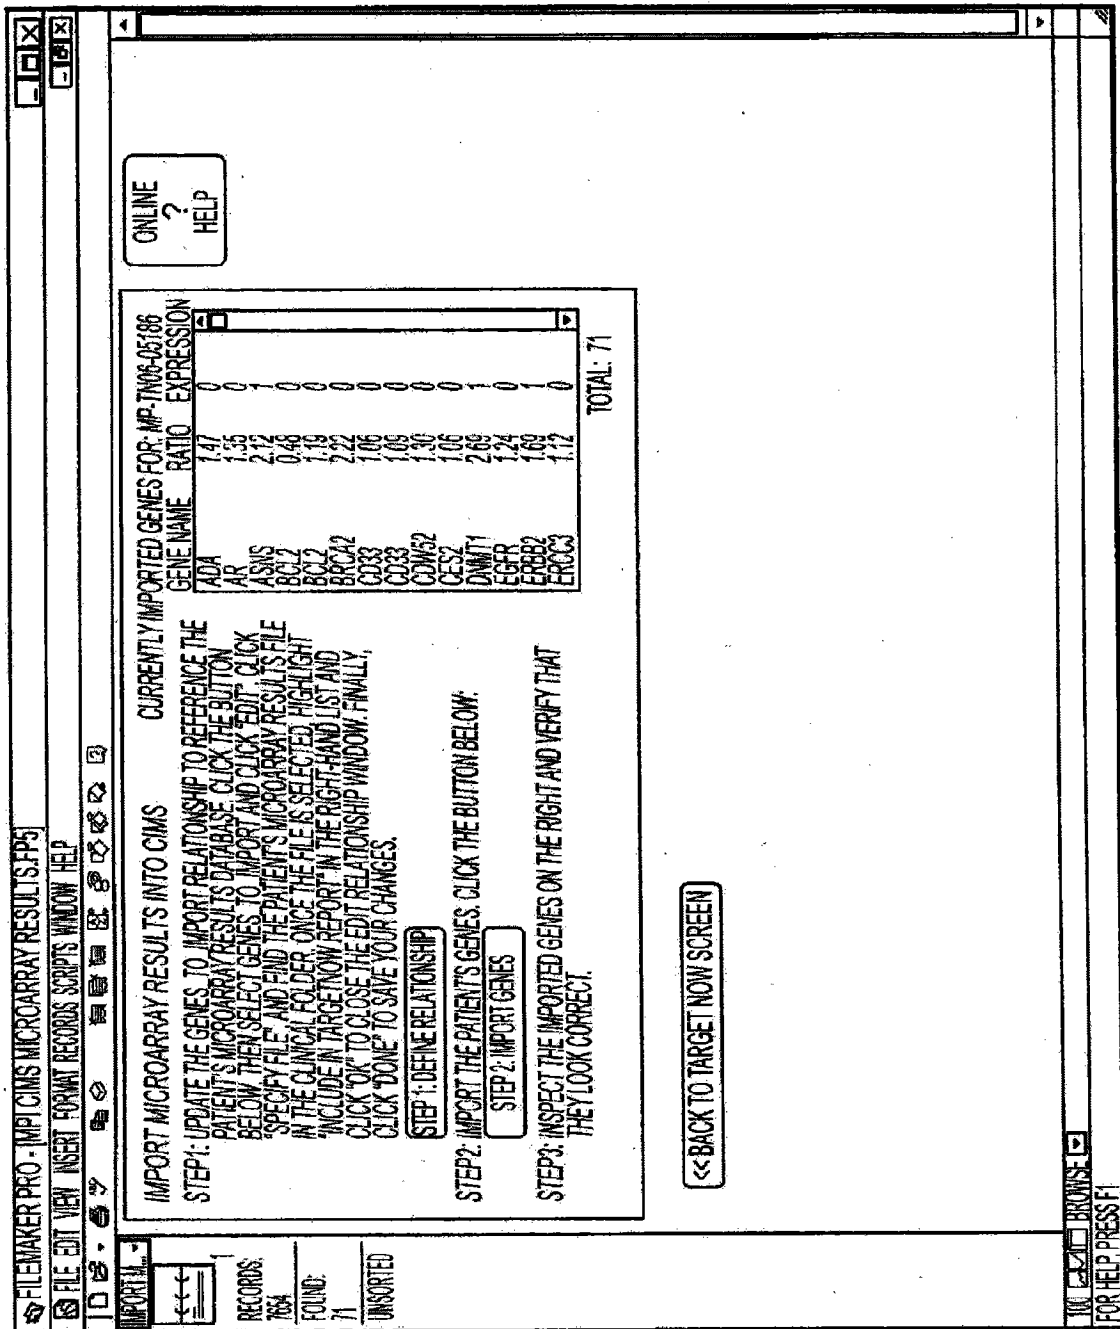 FILEMAKER PRO - [MPI CIMS MICROARRAY RESULTS.FP5]
FILE EDIT VIEW INSERT FORMAT RECORDS SCRIPTS WINDOW HELP
IMPORT M...
1
RECORDS:
7654
FOUND:
71
UNSORTED
IMPORT MICROARRAY RESULTS INTO CIMS
STEP1: UPDATE THE GENES_TO_IMPORT RELATIONSHIP TO REFERENCE THE
PATIENT'S MICROARRAY RESULTS DATABASE. CLICK THE BUTTON
BELOW. THEN SELECT GENES_TO_IMPORT AND CLICK "EDIT". CLICK
"SPECIFY FILE", AND FIND THE PATIENT'S MICROARRAY RESULTS FILE
IN THE CLINICAL FOLDER. ONCE THE FILE IS SELECTED, HIGHLIGHT
"INCLUDE IN TARGETNOW REPORT" IN THE RIGHT-HAND LIST AND
CLICK "OK" TO CLOSE THE EDIT RELATIONSHIP WINDOW. FINALLY,
CLICK "DONE" TO SAVE YOUR CHANGES.
STEP 1: DEFINE RELATIONSHIP
STEP2: IMPORT THE PATIENT'S GENES. CLICK THE BUTTON BELOW:
STEP 2: IMPORT GENES
STEP3: INSPECT THE IMPORTED GENES ON THE RIGHT AND VERIFY THAT
THEY LOOK CORRECT.
CURRENTLY IMPORTED GENES FOR: MP-TN06-05186
GENE NAME RATIO EXPRESSION
ADA 1.47 0
AR 1.35 0
ASNS 2.12 1
BCL2 0.48 0
BCL2 1.19 0
BRCA2 2.22 0
CD33 1.06 0
CD33 1.09 0
CDW52 1.30 0
CES2 1.06 0
DNMT1 2.69 1
EGFR 1.24 0
ERBB2 1.69 1
ERCC3 1.12 0
TOTAL: 71
ONLINE
?
HELP
<<BACK TO TARGET NOW SCREEN
100 BROWSE
FOR HELP, PRESS F1